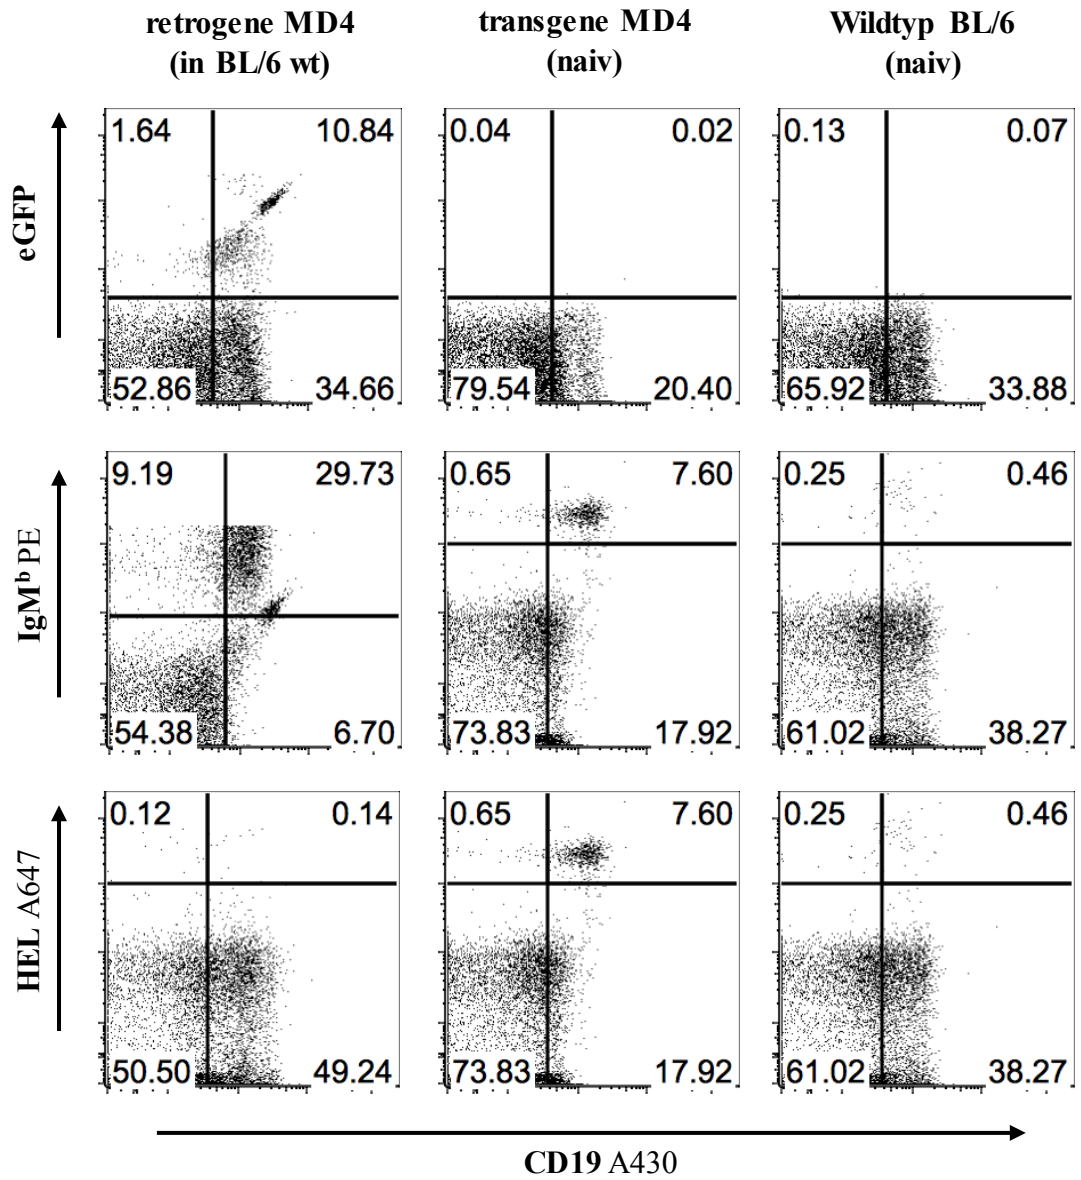 retrogene MD4 transgene MD4 Wildtyp BL/6
(in BL/6 wt) (naiv) (naiv)
eGFP
1.64 10.84 0.04 0.02 0.13 0.07
52.86 34.66 79.54 20.40 65.92 33.88
IgMᵇ PE
9.19 29.73 0.65 7.60 0.25 0.46
54.38 6.70 73.83 17.92 61.02 38.27
HEL A647
0.12 0.14 0.65 7.60 0.25 0.46
50.50 49.24 73.83 17.92 61.02 38.27
CD19 A430